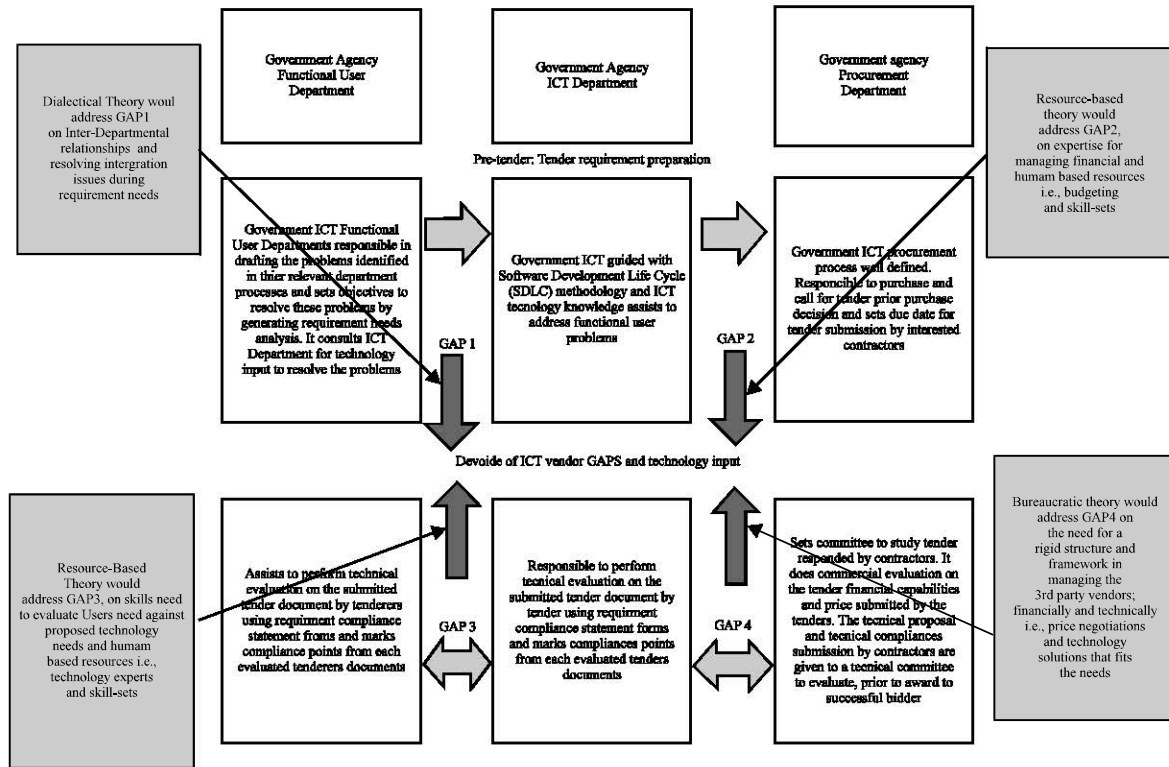 Government Agency
Functional User
Department
Government Agency
ICT Department
Government agency
Procurement
Department
Dialectical Theory woul
address GAP1
on Inter-Departmental
relationships and
resolving intergration
issues during
requirement needs
Resource-based
theory would
address GAP2,
on expertise for
managing financial and
humam based resources
i.e., budgeting
and skill-sets
Pre-tender: Tender requirement preparation
Government ICT Functional
User Departments responsible in
drafting the problems identified
in thier relevant department
processes and sets objectives to
resolve these problems by
generating requirement needs
analysis. It consults ICT
Department for technology
input to resolve the problems
GAP 1
Government ICT guided with
Software Development Life Cycle
(SDLC) methodology and ICT
tecnology knowledge assists to
address functional user
problems
GAP 2
Government ICT procurement
process well defined.
Responcible to purchase and
call for tender prior purchase
decision and sets due date for
tender submission by interested
contractors
Devoide of ICT vendor GAPS and technology input
Resource-Based
Theory would
address GAP3, on skills need
to evaluate Users need against
proposed technology
needs and humam
based resources i.e.,
technology experts
and skill-sets
Assists to perform technical
evaluation on the submitted
tender document by tenderers
using requirment compliance
statement froms and marks
compliance points from each
evaluated tenderers documents
GAP 3
Responsible to perform
tecnical evaluation on the
submitted tender document by
tender using requirment
compliance statement forms
and marks compliances points
from each evaluated tenders
documents
GAP 4
Sets committee to study tender
responded by contractors. It
does commercial evaluation on
the tender financial capabilities
and price submitted by the
tenders. The tecnical proposal
and tecnical compliances
submission by contractors are
given to a tecnical committee
to evaluate, prior to award to
successful bidder
Bureaucratic theory would
address GAP4 on
the need for a
rigid structure and
framework in
managing the
3rd party vendors;
financially and technically
i.e., price negotiations
and technology
solutions that fits
the needs